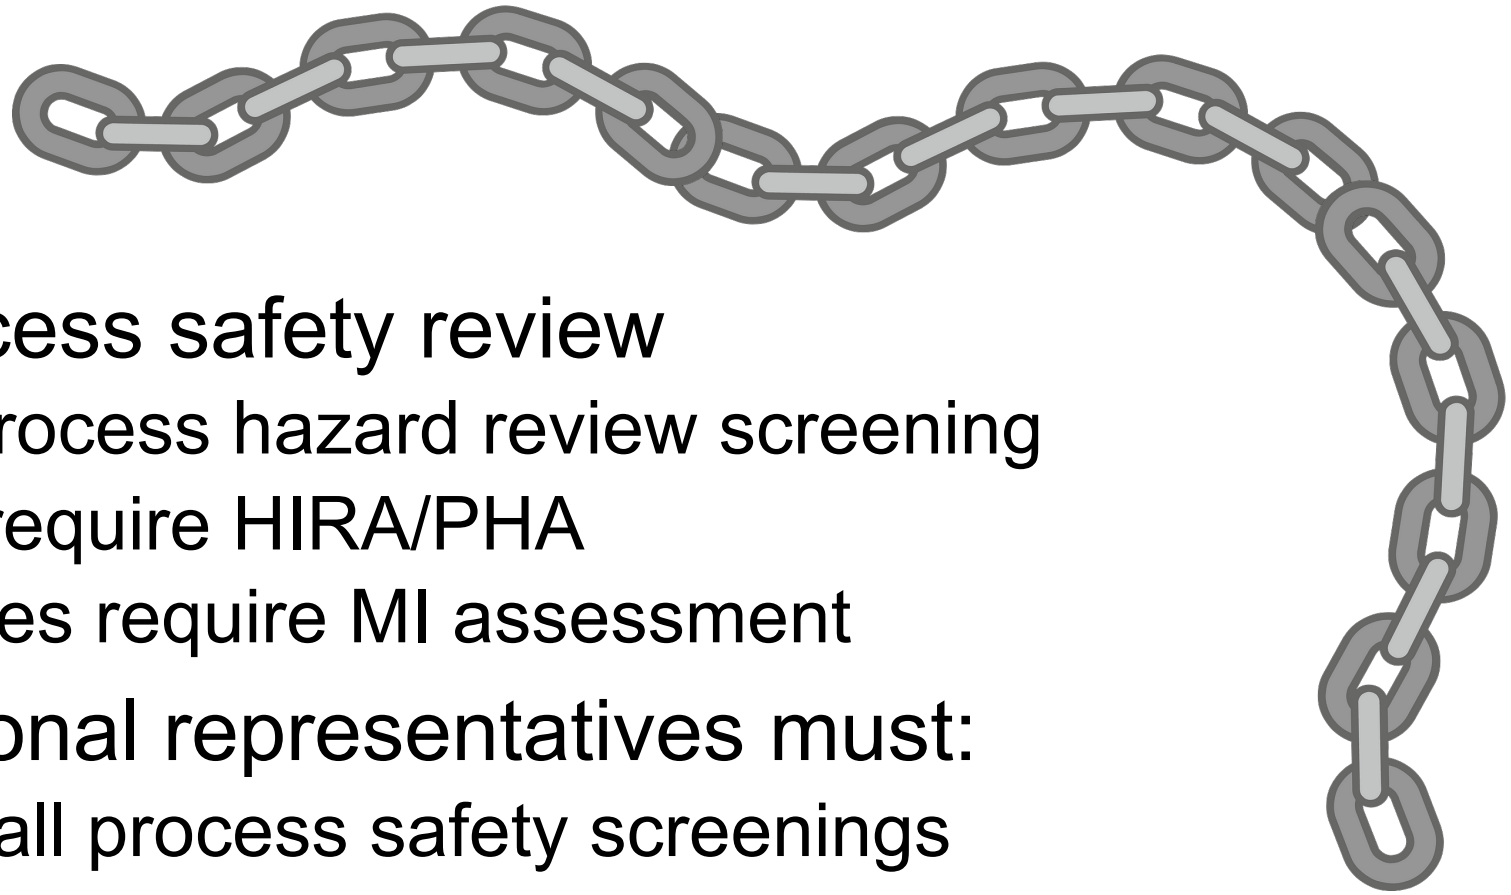 cess safety review
rocess hazard review screening
require HIRA/PHA
es require MI assessment
onal representatives must:
all process safety screenings